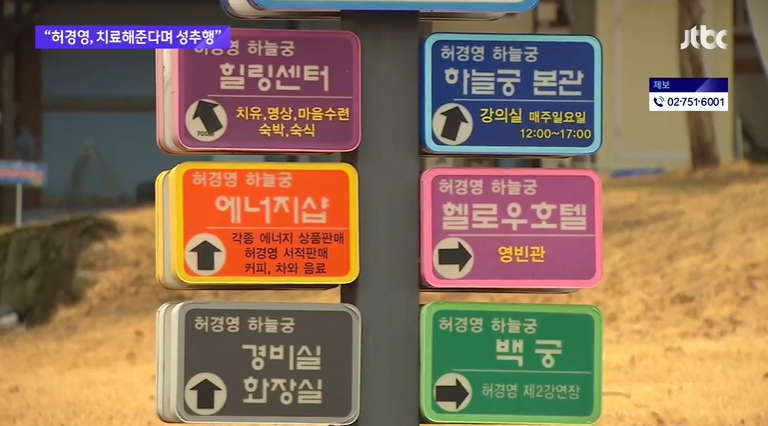 “허경영, 치료해준다며 성추행”
jtbc
제보
02-751-6001
허경영 하늘궁
힐링센터
치유,명상,마음수련
숙박,숙식
700m
허경영 하늘궁
하늘궁 본관
강의실 매주일요일
12:00~17:00
허경영 하늘궁
에너지샵
각종 에너지 상품판매
허경영 서적판매
커피, 차와 음료
허경영 하늘궁
헬로우호텔
영빈관
허경영 하늘궁
경비실
화장실
허경영 하늘궁
백궁
허경영 제2강연장